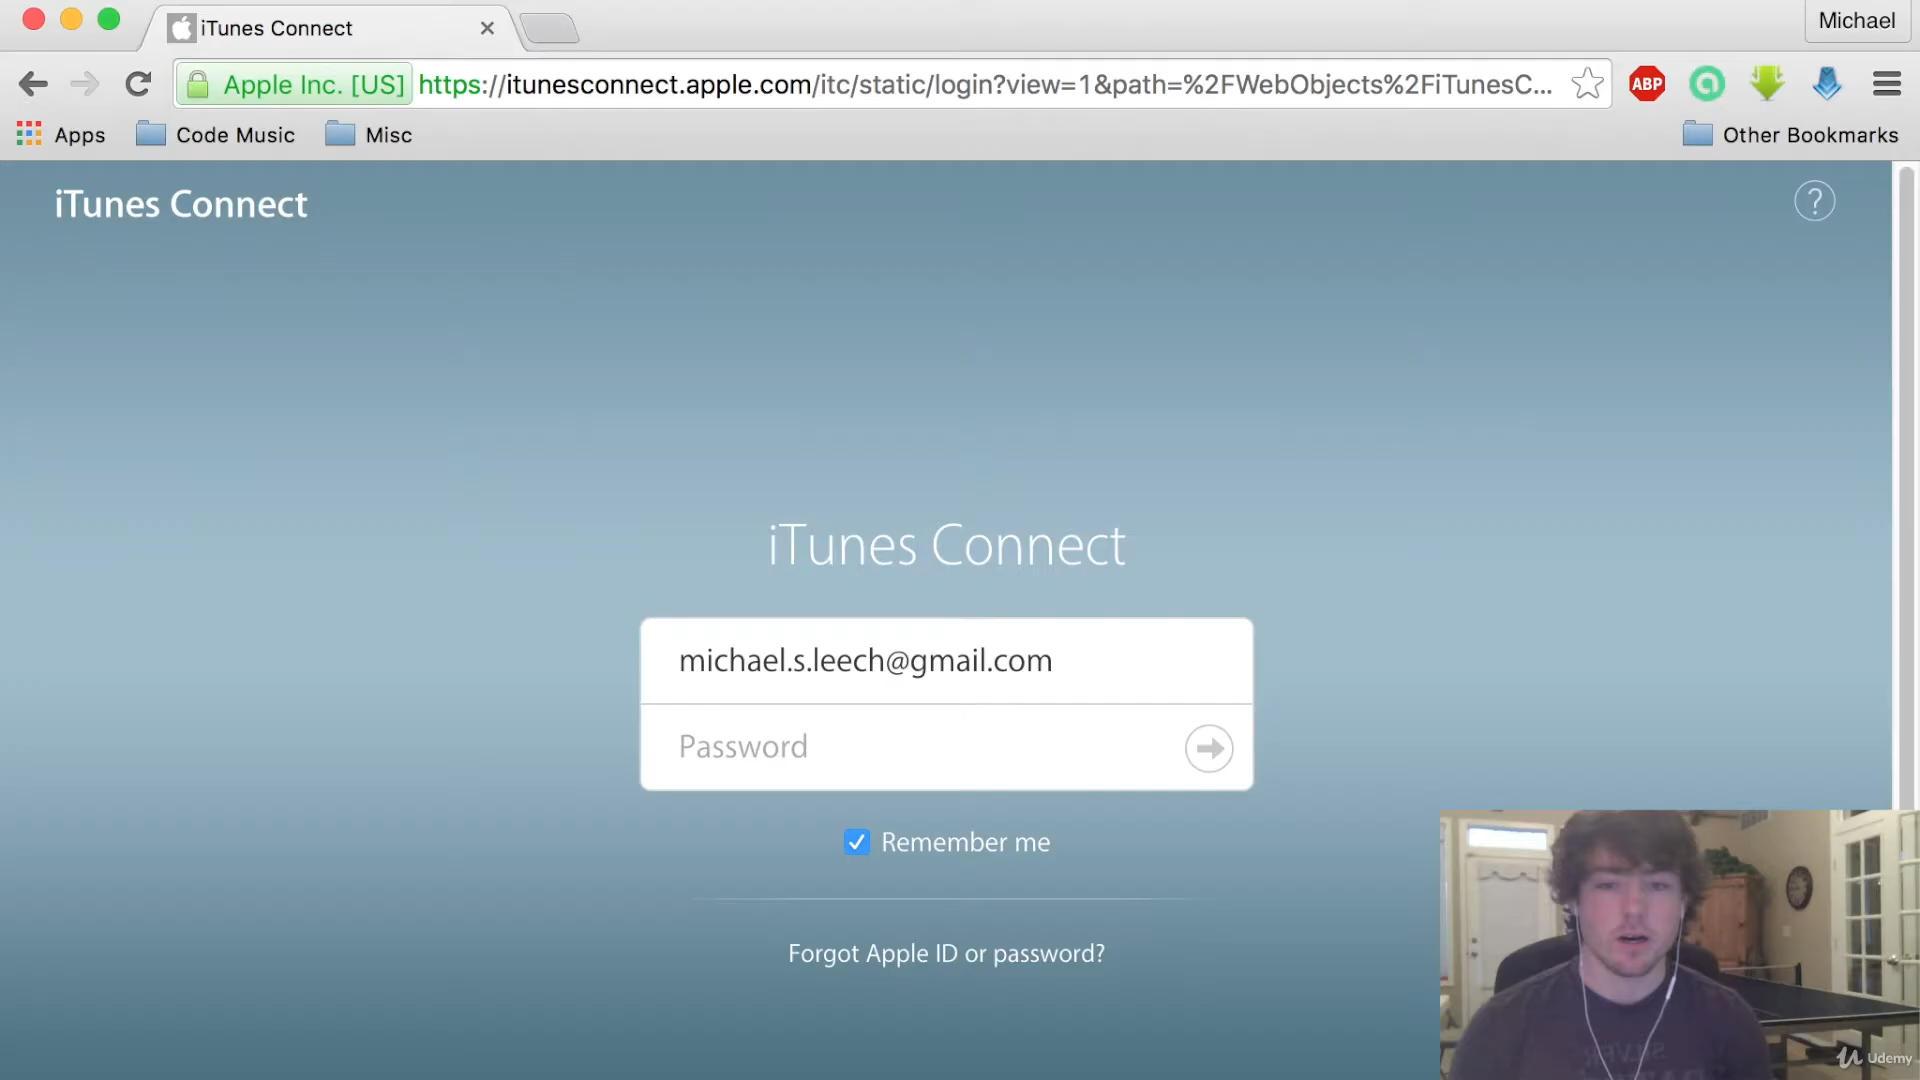 iTunes Connect
Michael
Apple Inc. [US] https://itunesconnect.apple.com/itc/static/login?view=1&path=%2FWebObjects%2FiTunesC...
ABP
Apps Code Music Misc Other Bookmarks
iTunes Connect
?
iTunes Connect
michael.s.leech@gmail.com
Password
Remember me
Forgot Apple ID or password?
SILVER
Udemy